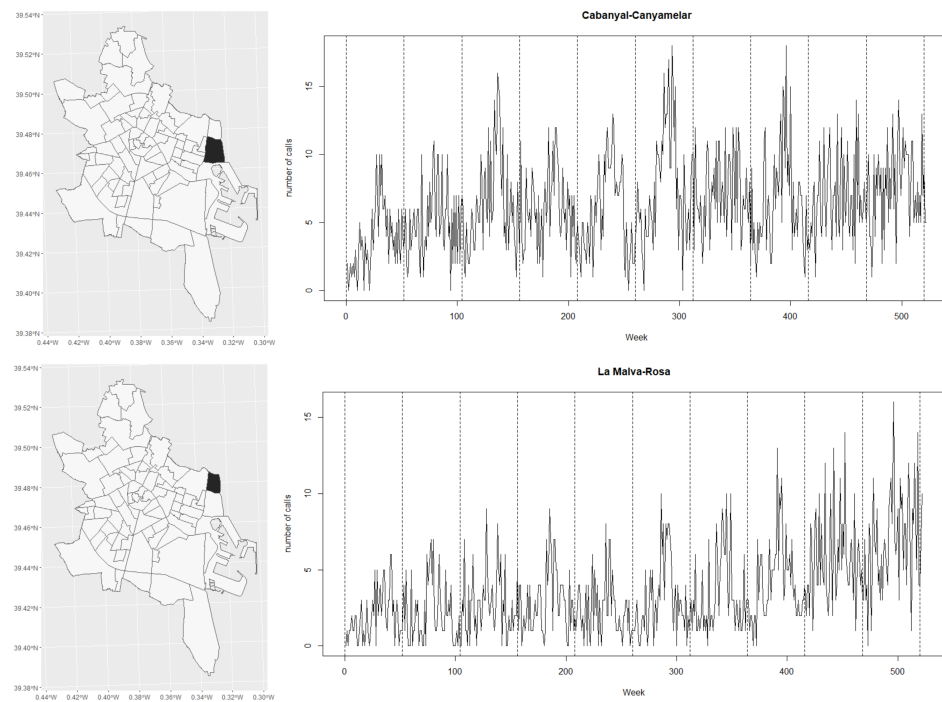 Cabanyal-Canyamelar
39.54°N
39.52°N
39.50°N
39.48°N
39.46°N
39.44°N
39.42°N
39.40°N
39.38°N
0.44°W 0.42°W 0.40°W 0.38°W 0.36°W 0.34°W 0.32°W 0.30°W
number of calls
15
10
5
0
0 100 200 300 400 500
Week
La Malva-Rosa
39.54°N
39.52°N
39.50°N
39.48°N
39.46°N
39.44°N
39.42°N
39.40°N
39.38°N
0.44°W 0.42°W 0.40°W 0.38°W 0.36°W 0.34°W 0.32°W 0.30°W
number of calls
15
10
5
0
0 100 200 300 400 500
Week